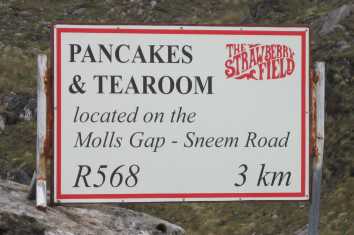 PANCAKES
& TEAROOM
THE STRAWBERRY
FIELD
located on the
Molls Gap - Sneem Road
R568 3 km